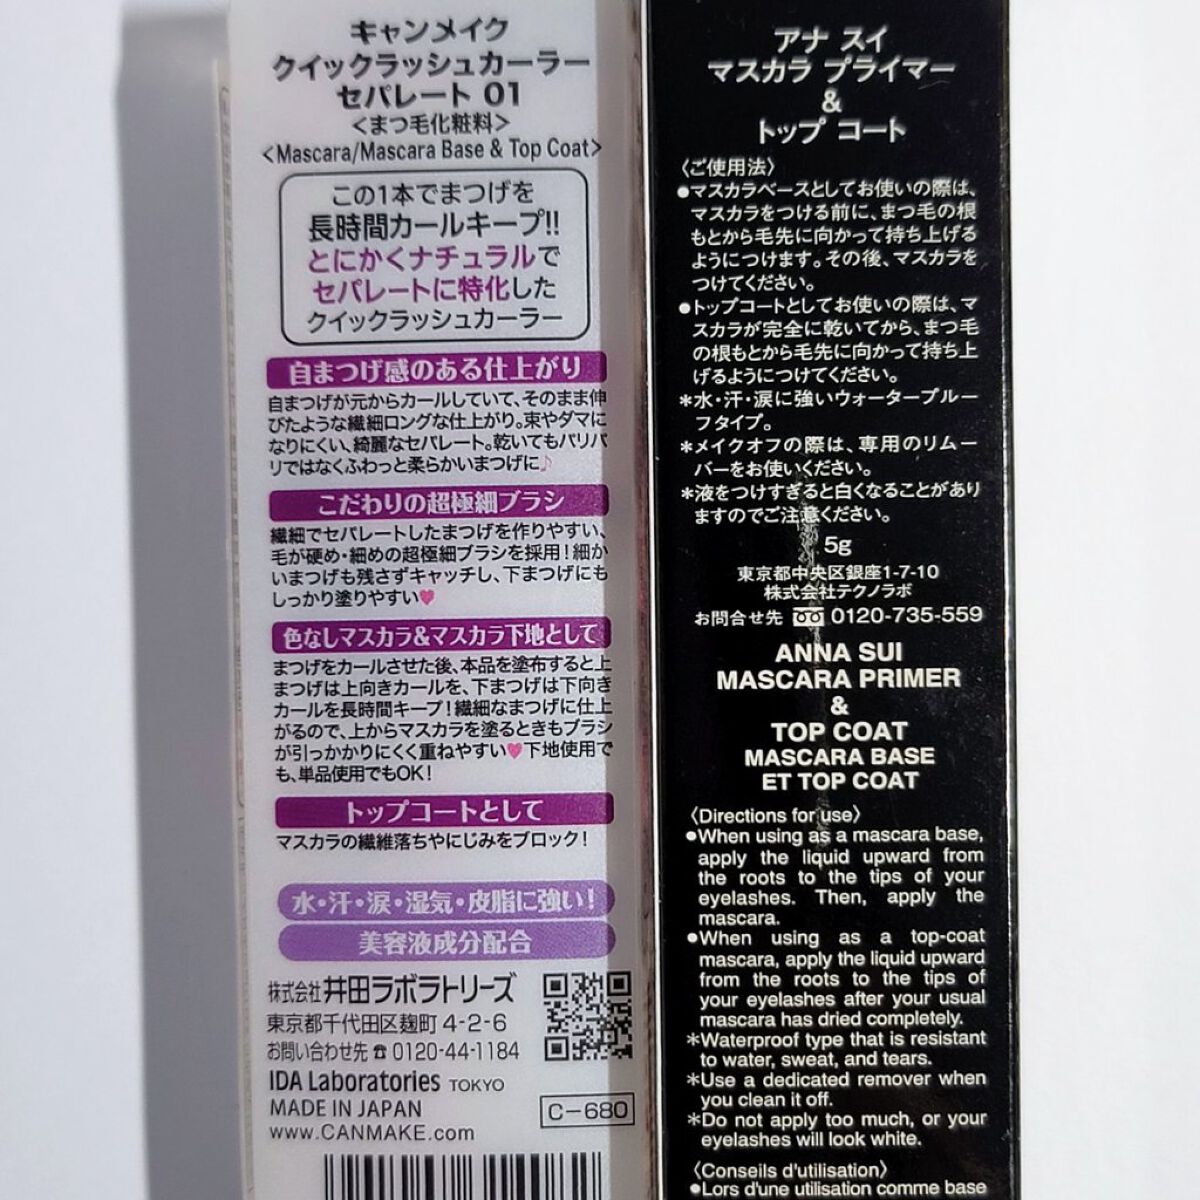 キャンメイク
クイックラッシュカーラー
セパレート 01
<まつ毛化粧料>
<Mascara/Mascara Base & Top Coat>
この1本でまつげを
長時間カールキープ!!
とにかくナチュラルで
セパレートに特化した
クイックラッシュカーラー
自まつげ感のある仕上がり
自まつげが元からカールしていて、そのまま伸
びたような繊細ロングな仕上がり。束やダマに
なりにくい、綺麗なセパレート。乾いてもパリパ
リではなくふわっと柔らかいまつげに♪
こだわりの超極細ブラシ
繊細でセパレートしたまつげを作りやすい、
毛が硬め・細めの超極細ブラシを採用!細か
いまつげも残さずキャッチし、下まつげにも
しっかり塗りやすい♥
色なしマスカラ&マスカラ下地として
まつげをカールさせた後、本品を塗布すると上
まつげは上向きカールを、下まつげは下向き
カールを長時間キープ!繊細なまつげに仕上
がるので、上からマスカラを塗るときもブラシ
が引っかかりにくく重ねやすい♥下地使用で
も、単品使用でもOK!
トップコートとして
マスカラの繊維落ちやにじみをブロック!
水・汗・涙・湿気・皮脂に強い!
美容液成分配合
株式会社 井田ラボラトリーズ
東京都千代田区麹町 4-2-6
お問い合わせ先 ☎ 0120-44-1184
IDA Laboratories TOKYO
MADE IN JAPAN
www.CANMAKE.com
C-680
アナ スイ
マスカラ プライマー
&
トップ コート
〈ご使用法〉
●マスカラベースとしてお使いの際は、
マスカラをつける前に、まつ毛の根
もとから毛先に向かって持ち上げる
ようにつけます。その後、マスカラを
つけてください。
●トップコートとしてお使いの際は、マ
スカラが完全に乾いてから、まつ毛
の根もとから毛先に向かって持ち上
げるようにつけてください。
*水・汗・涙に強いウォータープルー
フタイプ。
*メイクオフの際は、専用のリムー
バーをお使いください。
*液をつけすぎると白くなることがあり
ますのでご注意ください。
5g
東京都中央区銀座1-7-10
株式会社テクノラボ
お問合せ先 0120-735-559
ANNA SUI
MASCARA PRIMER
&
TOP COAT
MASCARA BASE
ET TOP COAT
〈Directions for use〉
●When using as a mascara base,
apply the liquid upward from
the roots to the tips of your
eyelashes. Then, apply the
mascara.
●When using as a top-coat
mascara, apply the liquid upward
from the roots to the tips of
your eyelashes after your usual
mascara has dried completely.
*Waterproof type that is resistant
to water, sweat, and tears.
*Use a dedicated remover when
you clean it off.
*Do not apply too much, or your
eyelashes will look white.
〈Conseils d'utilisation〉
●Lors d'une utilisation comme base